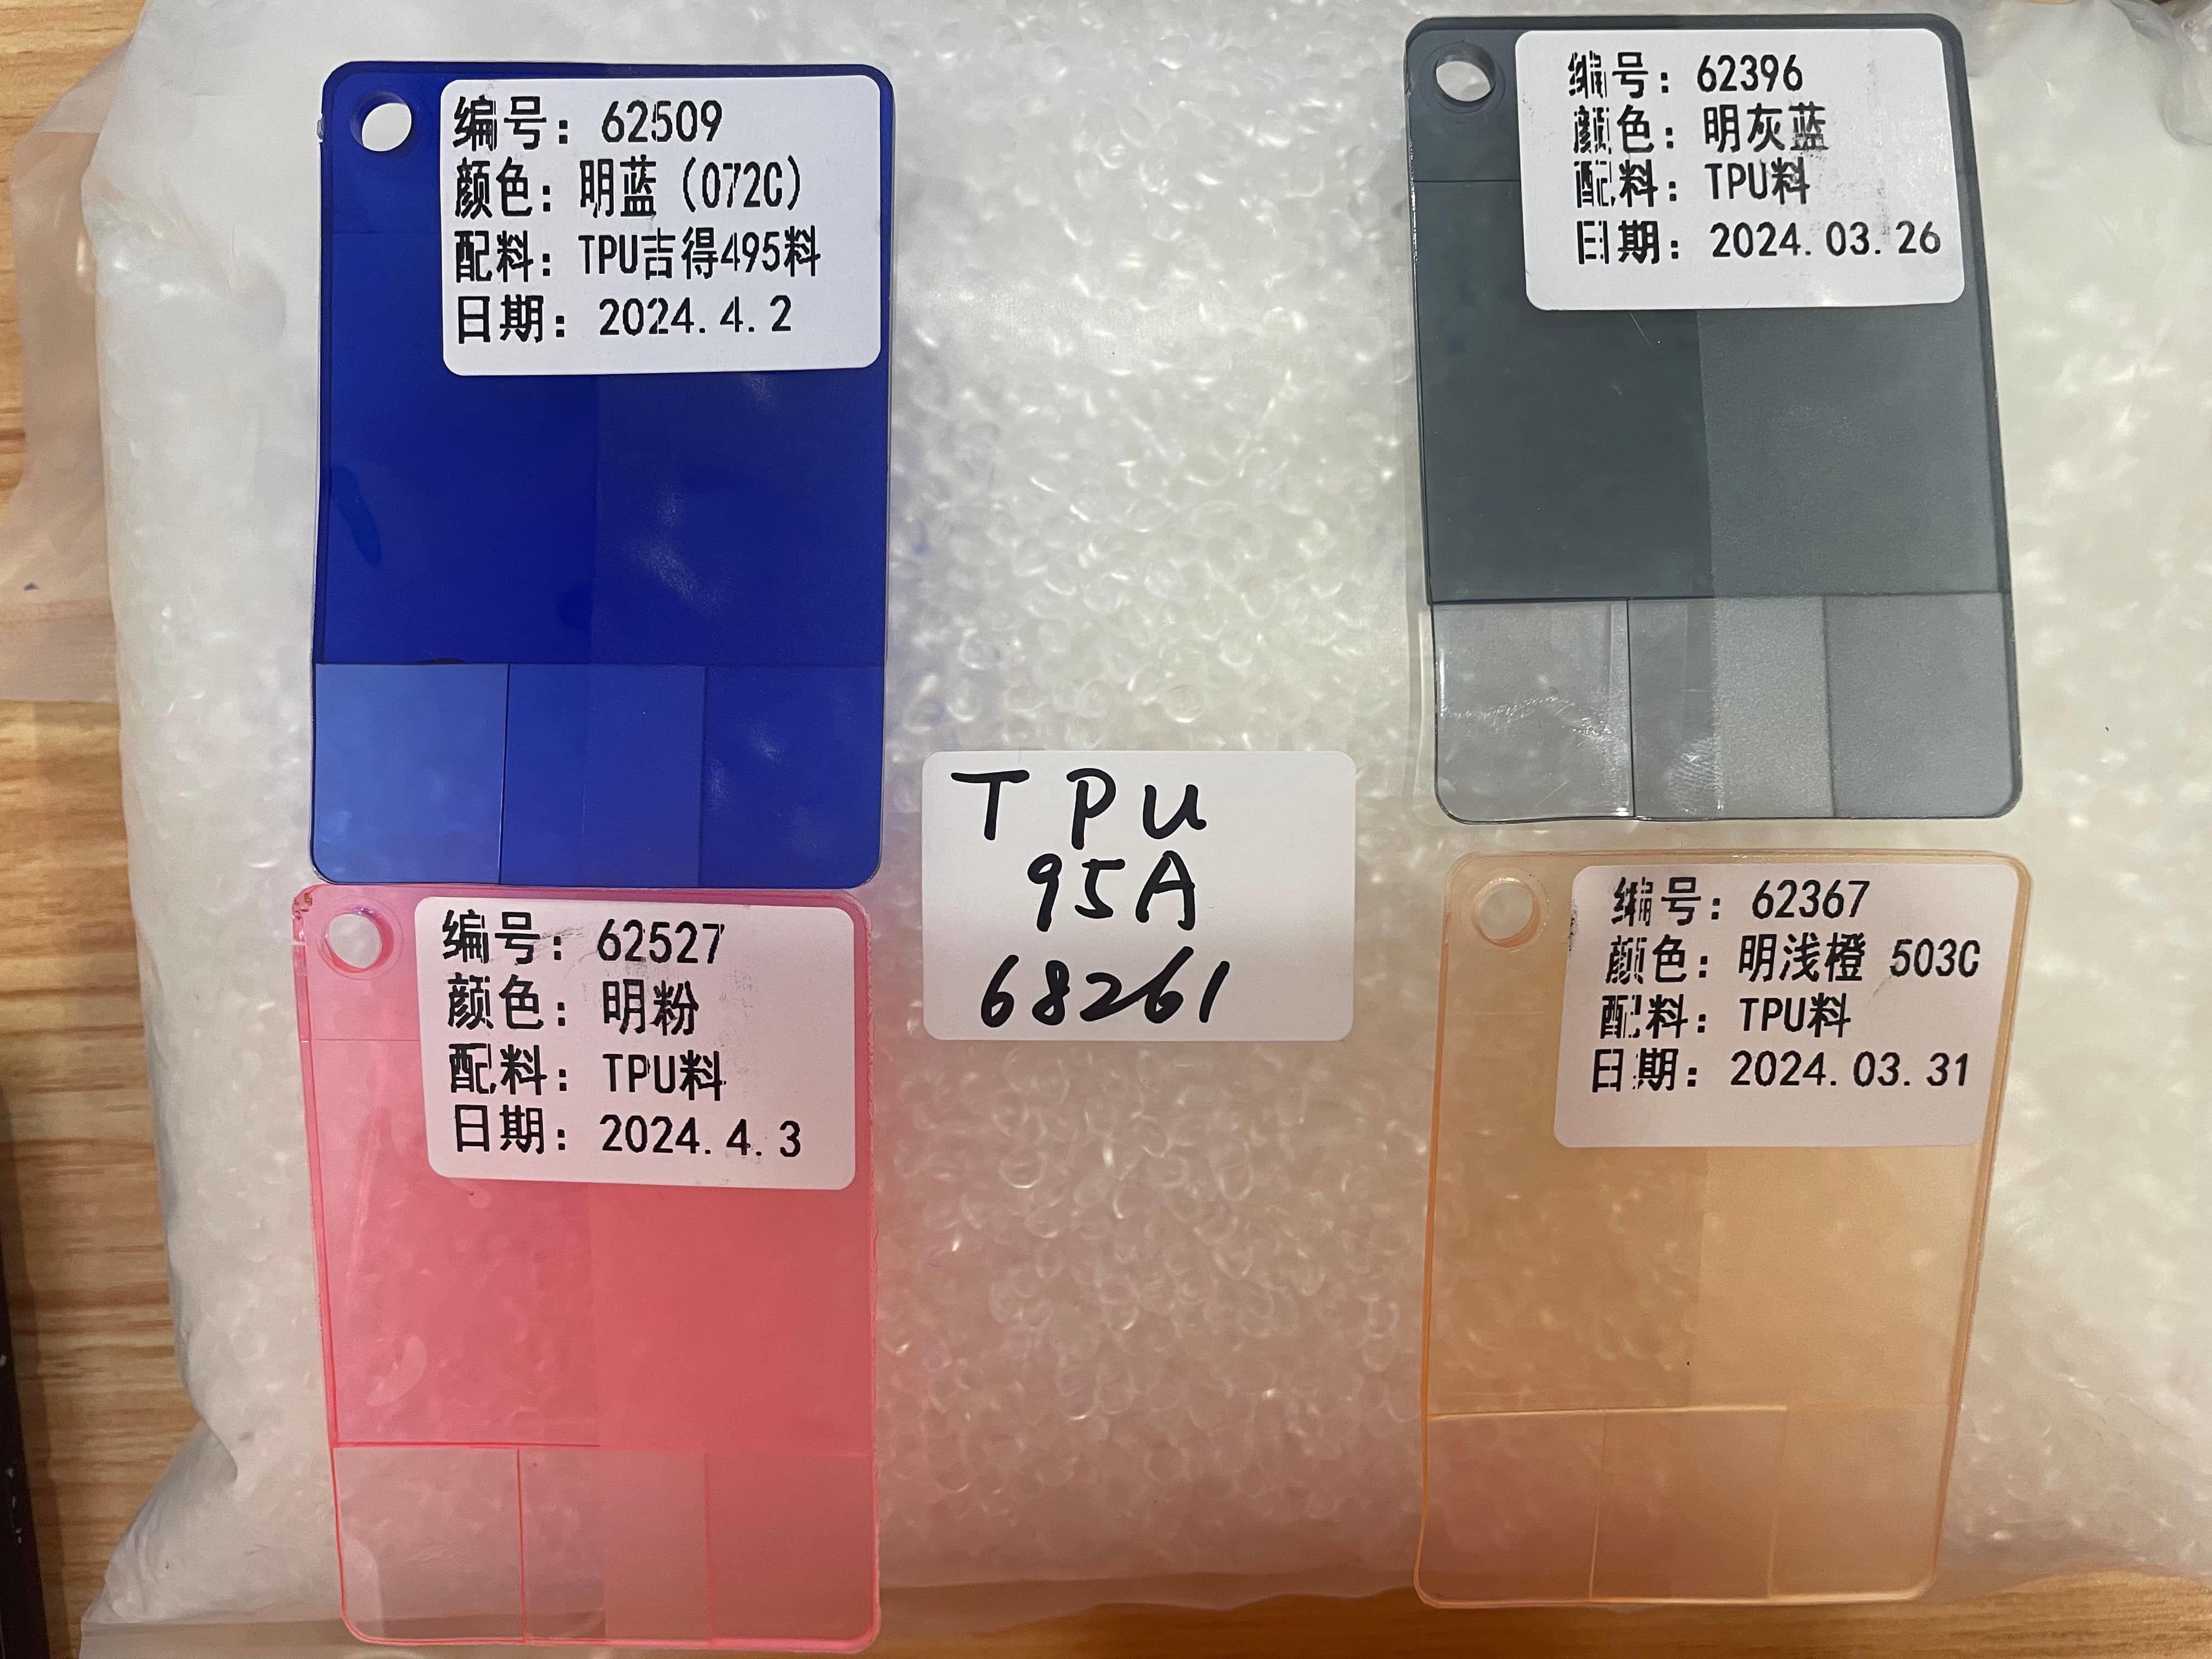 编号：62509
颜色：明蓝（072C）
配料：TPU吉得495料
日期：2024.4.2
编号：62396
颜色：明灰蓝
配料：TPU料
日期：2024.03.26
TPU
95A
68261
编号：62527
颜色：明粉
配料：TPU料
日期：2024.4.3
编号：62367
颜色：明浅橙 503C
配料：TPU料
日期：2024.03.31